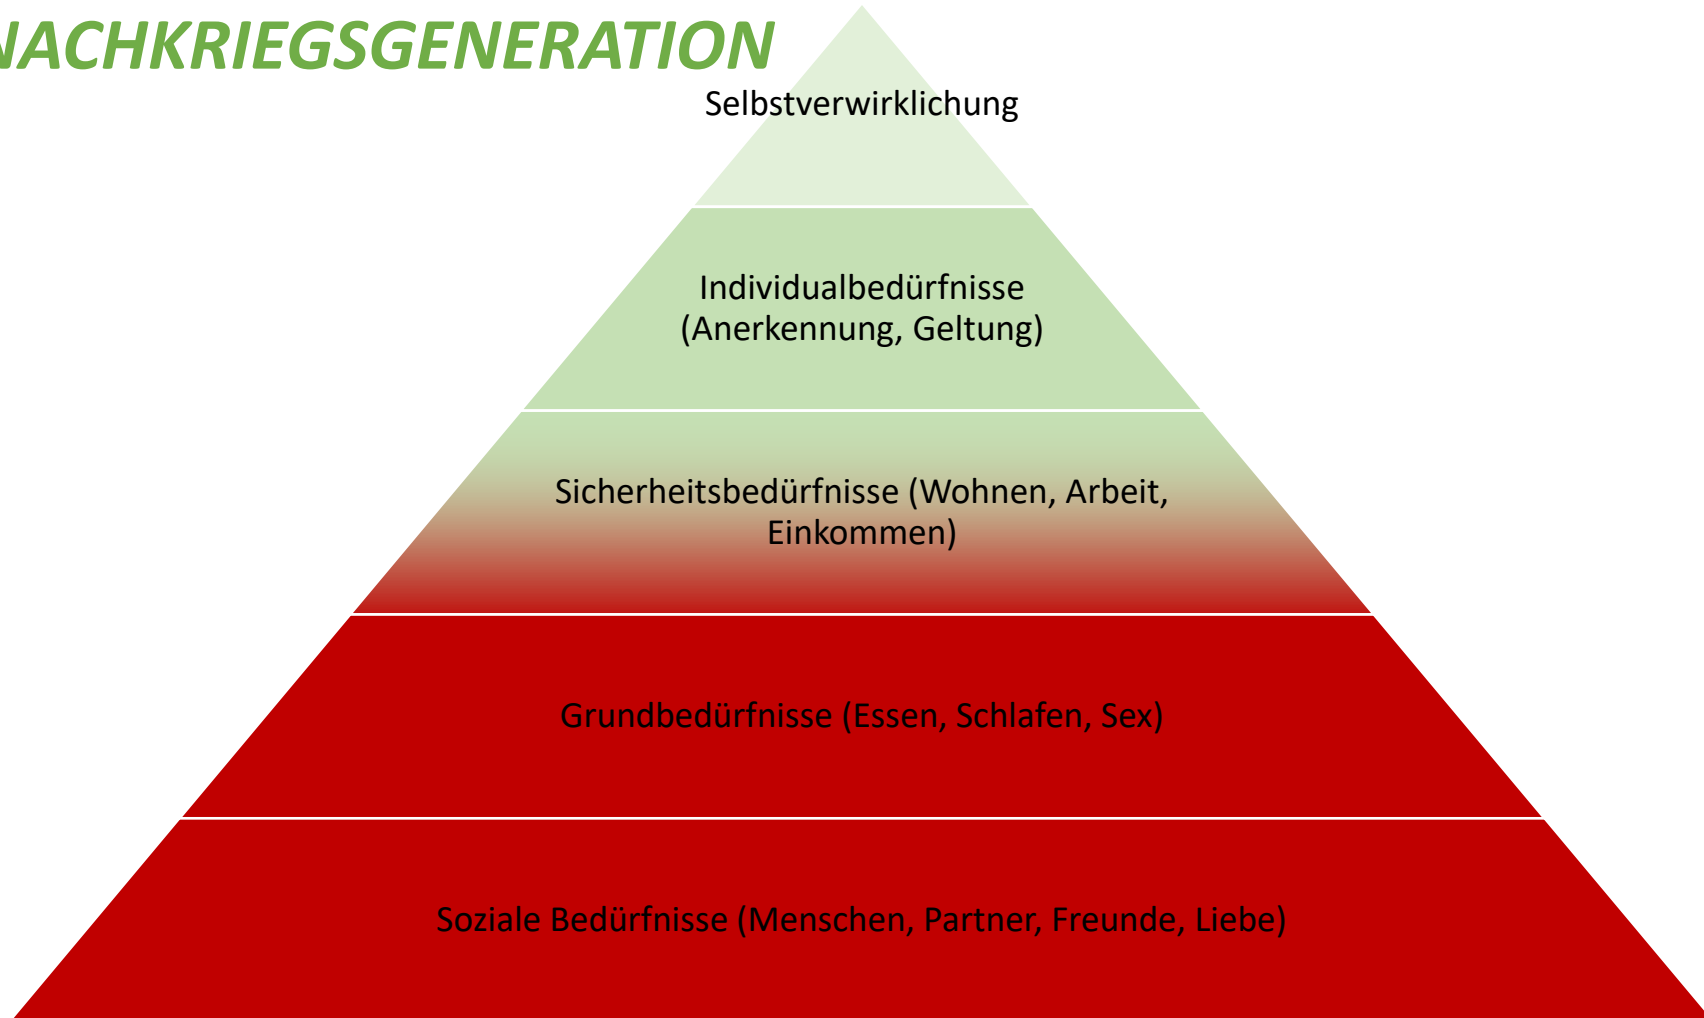 NACHKRIEGSGENERATION
Selbstverwirklichung
Individualbedürfnisse
(Anerkennung, Geltung)
Sicherheitsbedürfnisse (Wohnen, Arbeit,
Einkommen)
Grundbedürfnisse (Essen, Schlafen, Sex)
Soziale Bedürfnisse (Menschen, Partner, Freunde, Liebe)